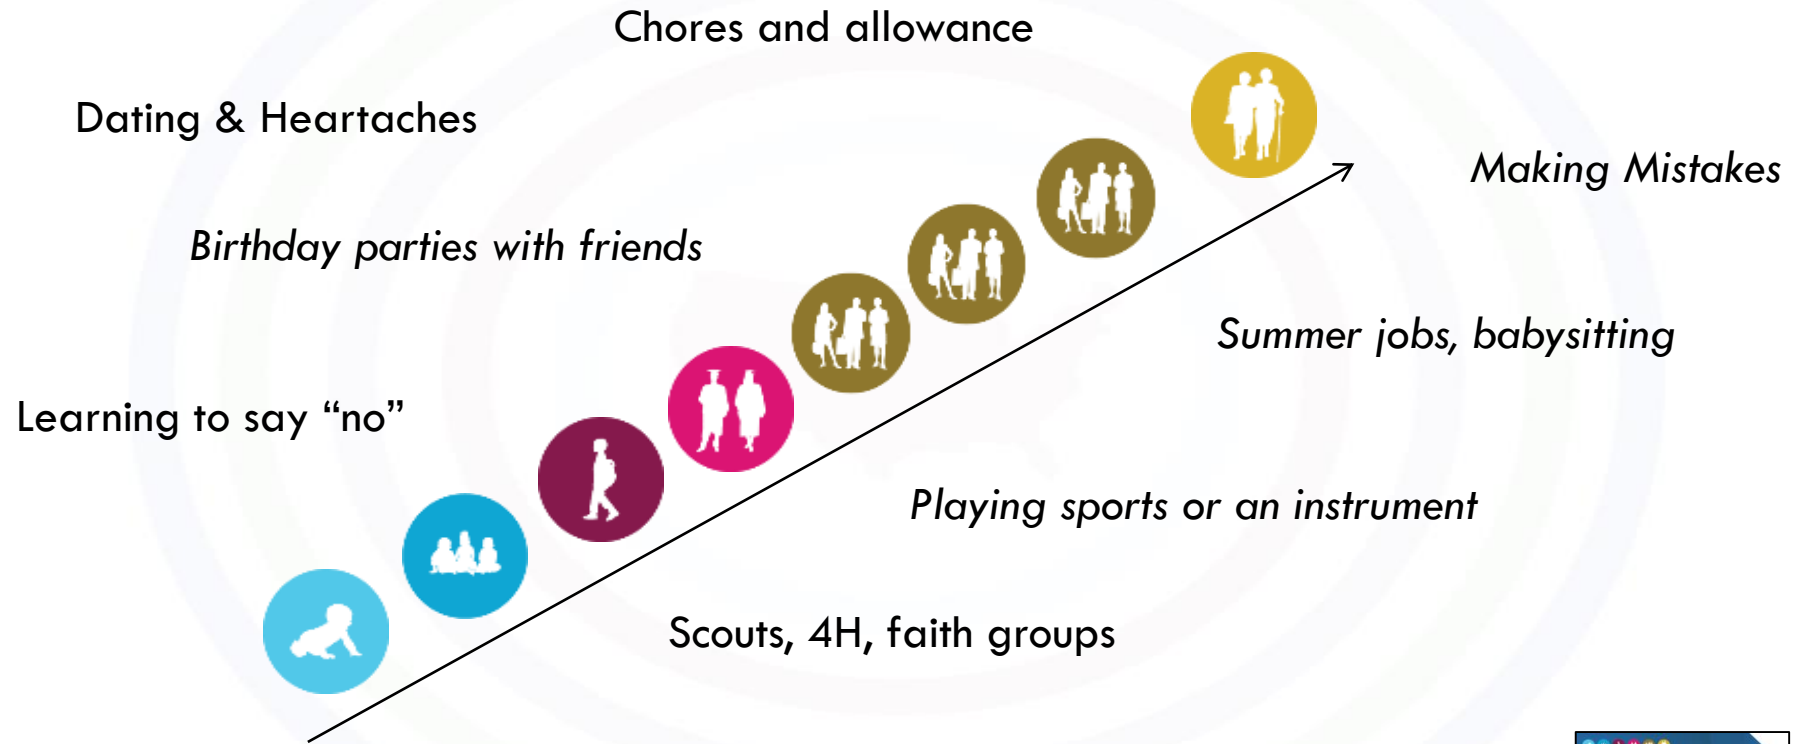 Chores and allowance
Dating & Heartaches
Making Mistakes
Birthday parties with friends
Summer jobs, babysitting
Learning to say “no”
Playing sports or an instrument
Scouts, 4H, faith groups